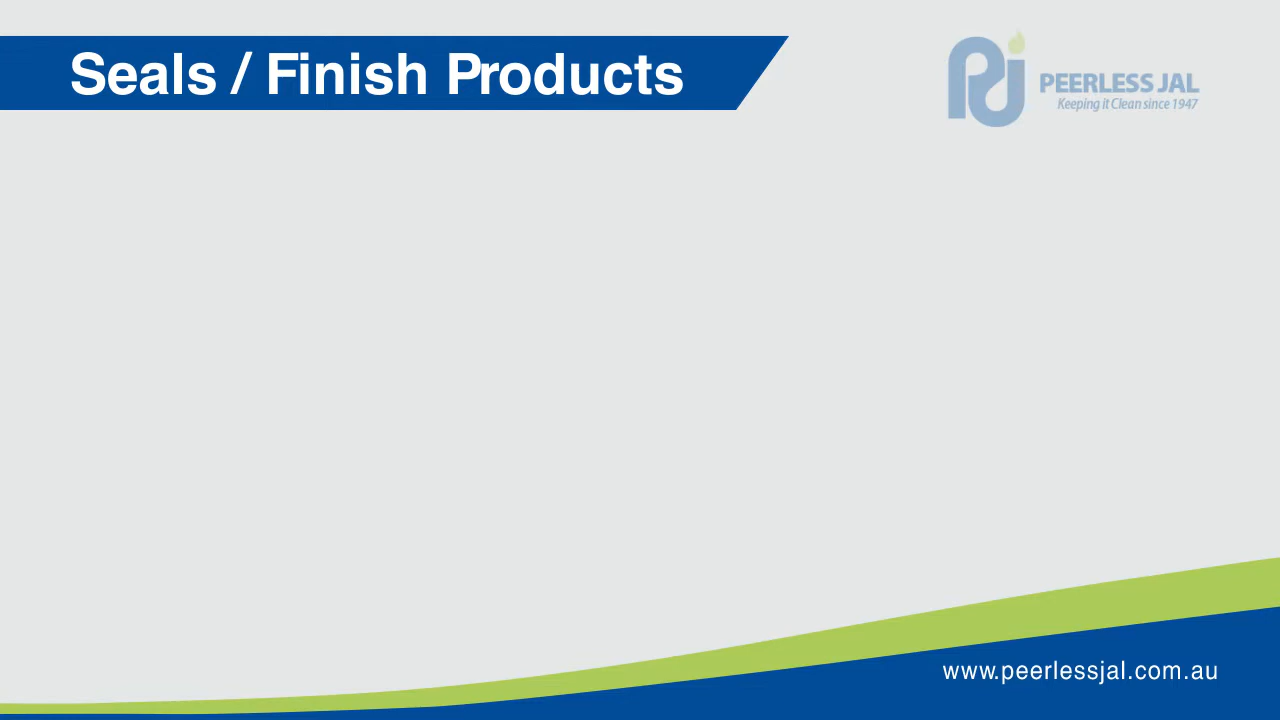 Seals / Finish Products
PEERLESS JAL
Keeping it Clean since 1947
www.peerlessjal.com.au